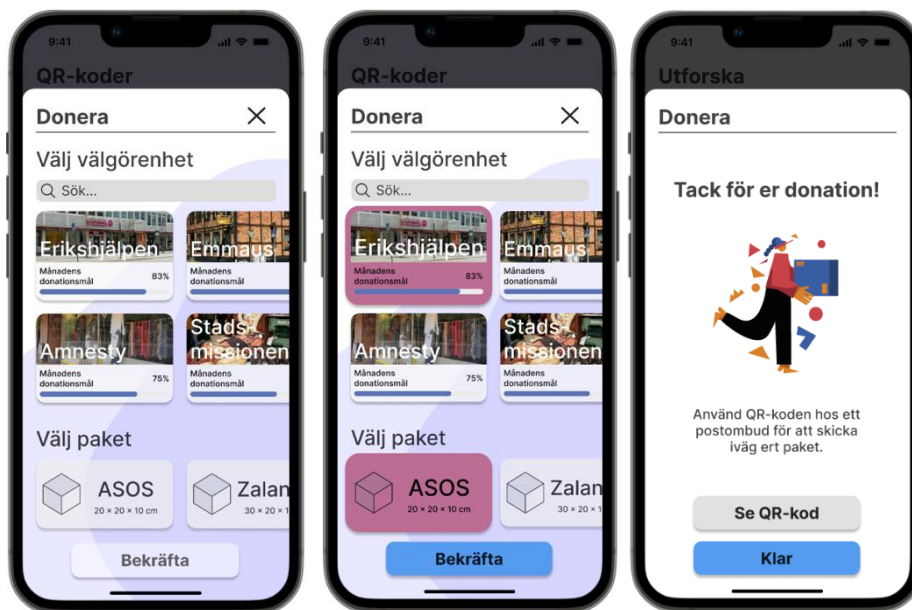 9:41
QR-koder
Donera
Välj välgörenhet
Sök...
Erikshjälpen
Emmaus
Månadens
donationsmål
83%
Månadens
donationsmål
Amnesty
Stads-
missionen
Månadens
donationsmål
75%
Månadens
donationsmål
Välj paket
ASOS
20 × 20 × 10 cm
Zalan
30 × 20 × 1
Bekräfta
9:41
QR-koder
Donera
Välj välgörenhet
Sök...
Erikshjälpen
Emmaus
Månadens
donationsmål
83%
Månadens
donationsmål
Amnesty
Stads-
missionen
Månadens
donationsmål
75%
Månadens
donationsmål
Välj paket
ASOS
20 × 20 × 10 cm
Zalan
30 × 20 × 1
Bekräfta
9:41
Utforska
Donera
Tack för er donation!
Använd QR-koden hos ett
postombud för att skicka
iväg ert paket.
Se QR-kod
Klar